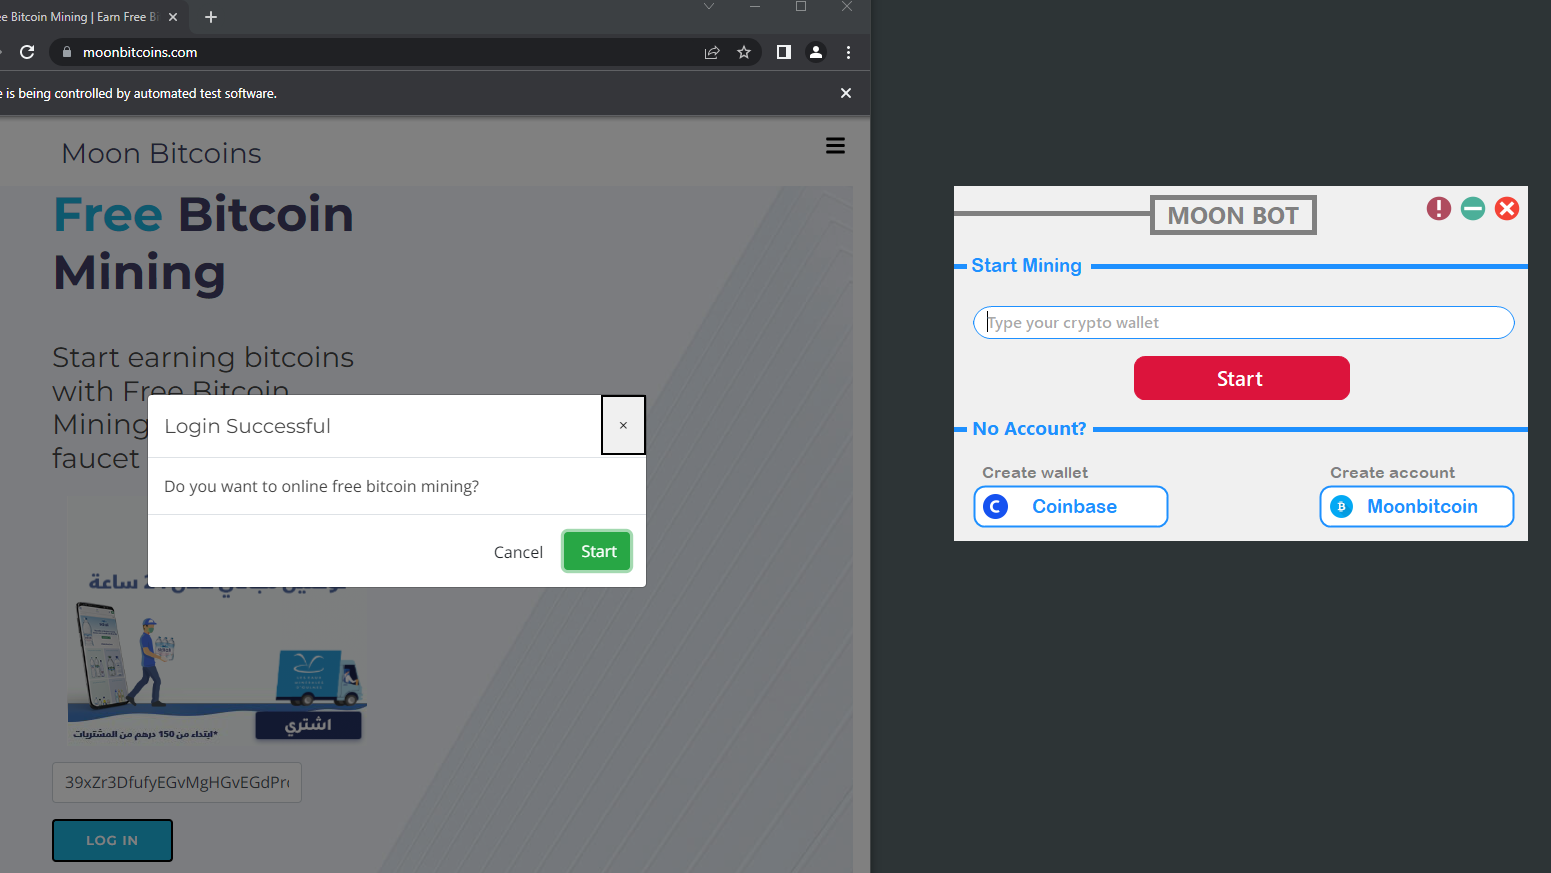 e Bitcoin Mining | Earn Free Bi
moonbitcoins.com
e is being controlled by automated test software.
Moon Bitcoins
Free Bitcoin
Mining
Start earning bitcoins
with Free Bitcoin
Mining
faucet
Login Successful
×
Do you want to online free bitcoin mining?
Cancel
Start
ساعة
اشتري
*ابتداء من 150 درهم من المشتريات
39xZr3DfufyEGvMgHGvEGdPr
LOG IN
MOON BOT
Start Mining
Type your crypto wallet
Start
No Account?
Create wallet
Create account
Coinbase
Moonbitcoin